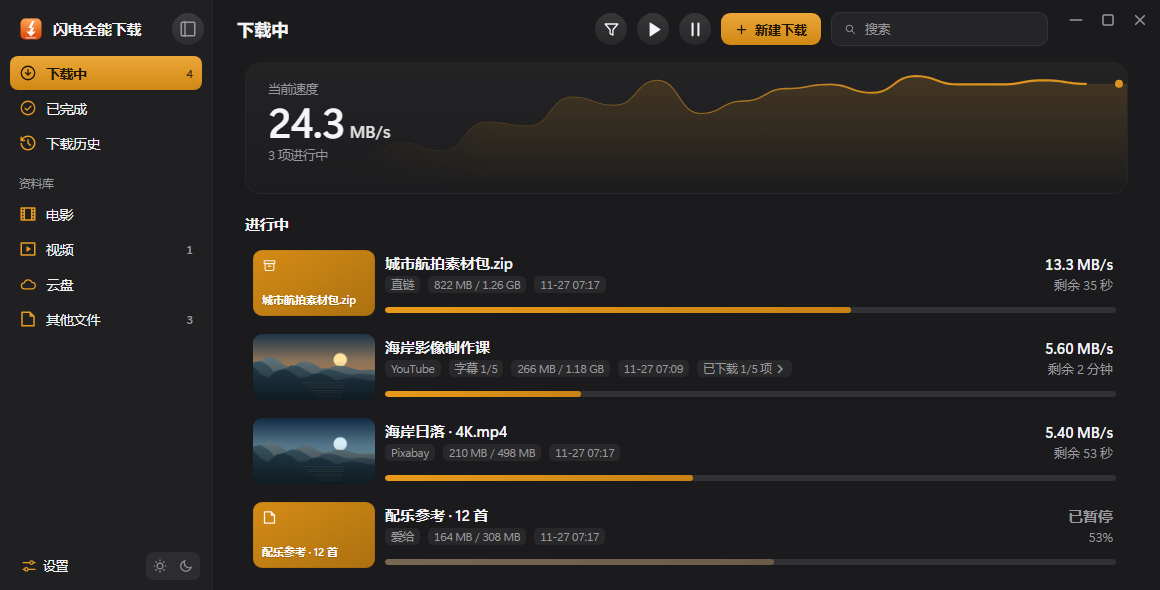 闪电全能下载
下载中 4
已完成
下载历史
资料库
电影
视频 1
云盘
其他文件 3
设置
下载中
新建下载
搜索
当前速度
24.3 MB/s
3 项进行中
进行中
城市航拍素材包.zip
城市航拍素材包.zip
直链 822 MB / 1.26 GB 11-27 07:17
13.3 MB/s
剩余 35 秒
海岸影像制作课
YouTube 字幕 1/5 266 MB / 1.18 GB 11-27 07:09 已下载 1/5 项
5.60 MB/s
剩余 2 分钟
海岸日落 · 4K.mp4
Pixabay 210 MB / 498 MB 11-27 07:17
5.40 MB/s
剩余 53 秒
配乐参考 · 12 首
配乐参考 · 12 首
爱给 164 MB / 308 MB 11-27 07:17
已暂停
53%